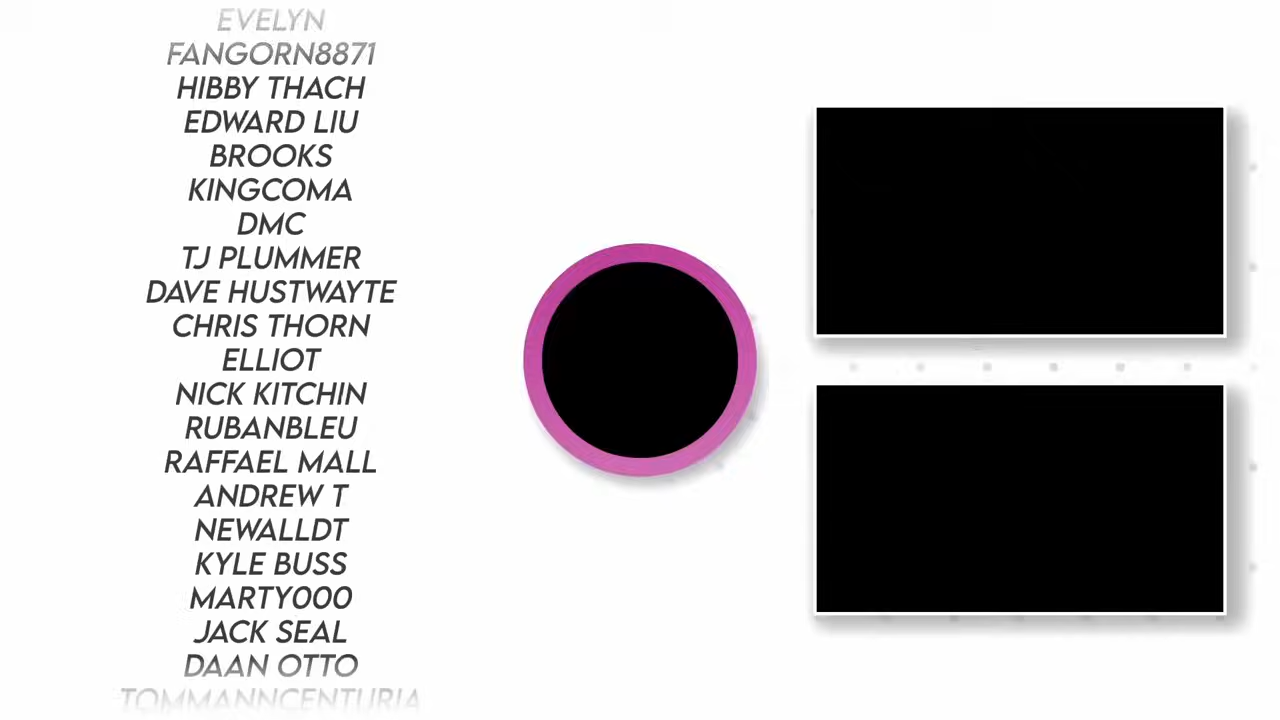 EVELYN
FANGORN8871
HIBBY THACH
EDWARD LIU
BROOKS
KINGCOMA
DMC
TJ PLUMMER
DAVE HUSTWAYTE
CHRIS THORN
ELLIOT
NICK KITCHIN
RUBANBLEU
RAFFAEL MALL
ANDREW T
NEWALLDT
KYLE BUSS
MARTY000
JACK SEAL
DAAN OTTO
TOMMANNCENTURIA